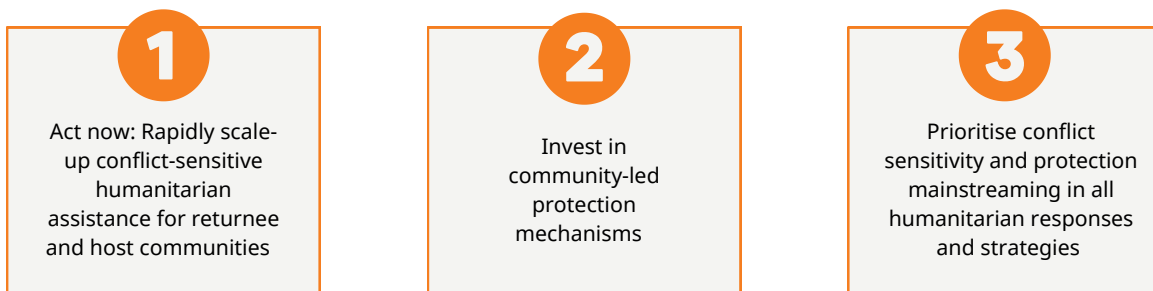 1
Act now: Rapidly scale-
up conflict-sensitive
humanitarian
assistance for returnee
and host communities
2
Invest in
community-led
protection
mechanisms
3
Prioritise conflict
sensitivity and protection
mainstreaming in all
humanitarian responses
and strategies